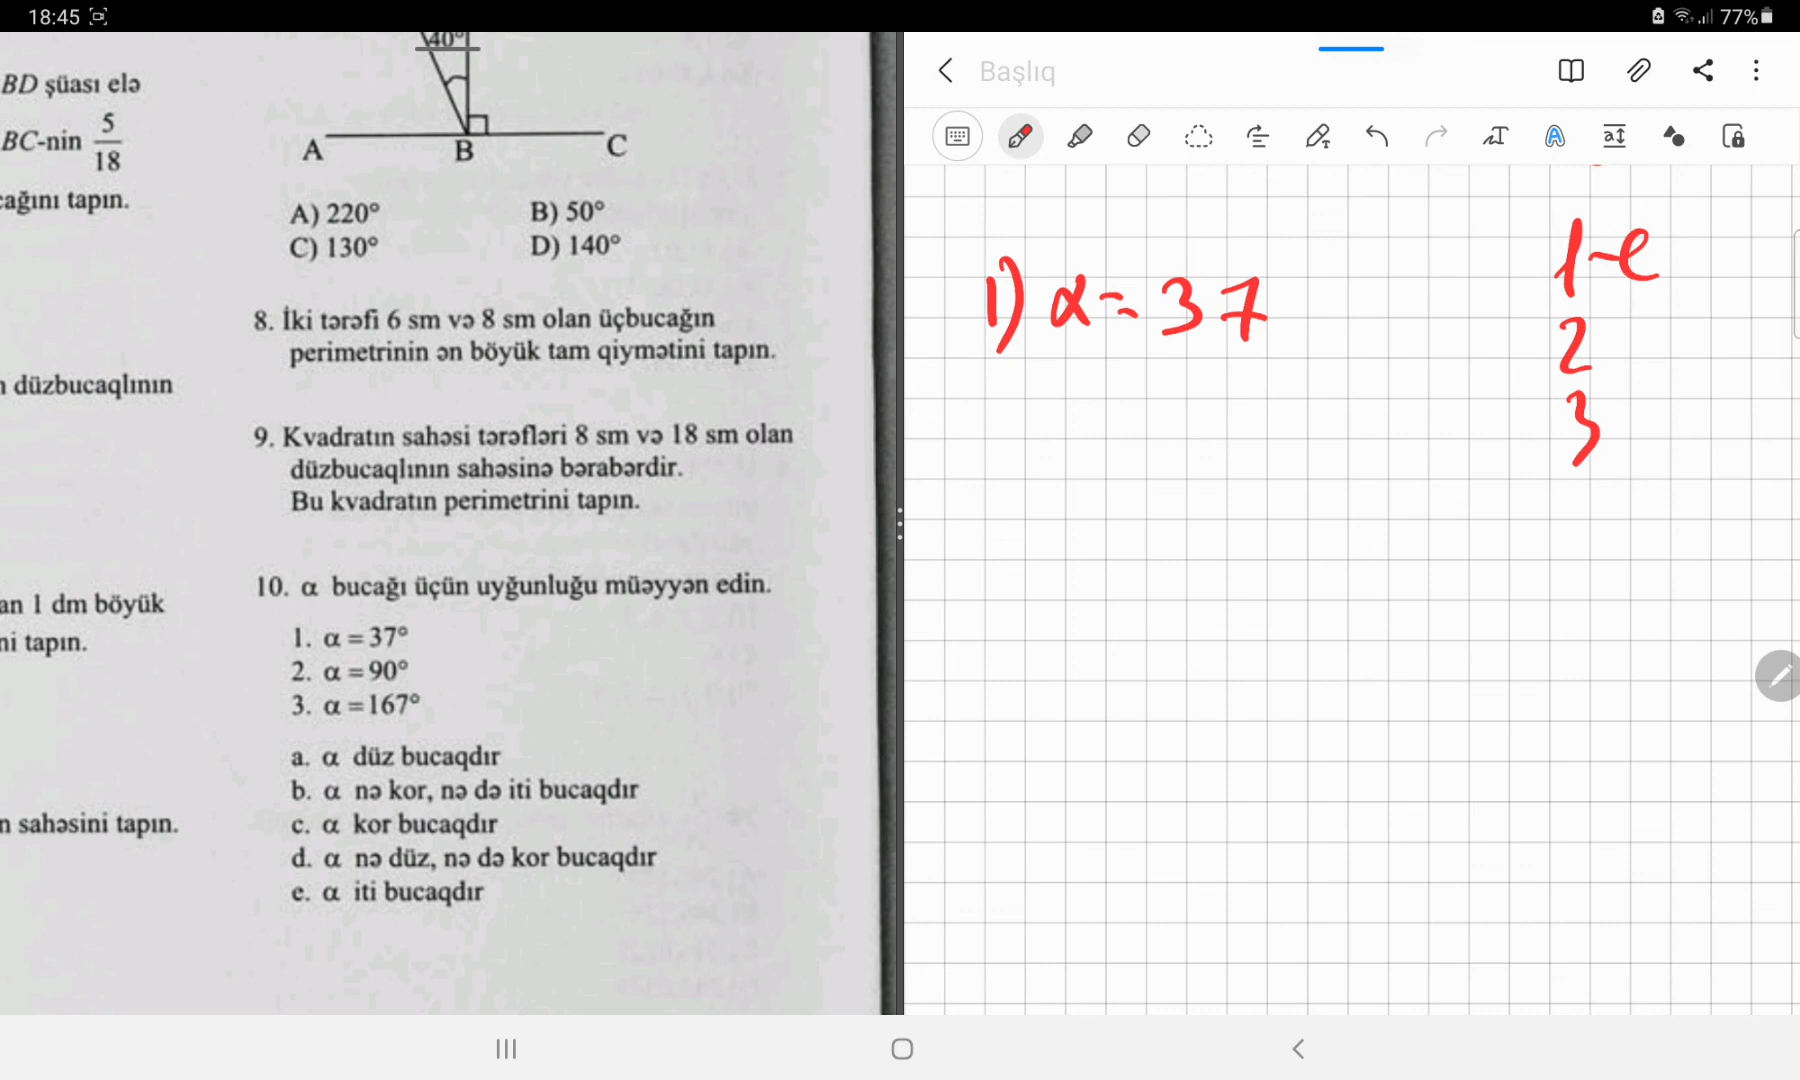 18:45
77%
BD şüası elə
BC-nin 5/18
cağını tapın.
düzbucaqlının
an 1 dm böyük
ni tapın.
n sahəsini tapın.
40°
A B C
A) 220° B) 50°
C) 130° D) 140°
8. İki tərəfi 6 sm və 8 sm olan üçbucağın
perimetrinin ən böyük tam qiymətini tapın.
9. Kvadratın sahəsi tərəfləri 8 sm və 18 sm olan
düzbucaqlının sahəsinə bərabərdir.
Bu kvadratın perimetrini tapın.
10. α bucağı üçün uyğunluğu müəyyən edin.
1. α = 37°
2. α = 90°
3. α = 167°
a. α düz bucaqdır
b. α nə kor, nə də iti bucaqdır
c. α kor bucaqdır
d. α nə düz, nə də kor bucaqdır
e. α iti bucaqdır
Başlıq
1) α = 37
1-e
2
3